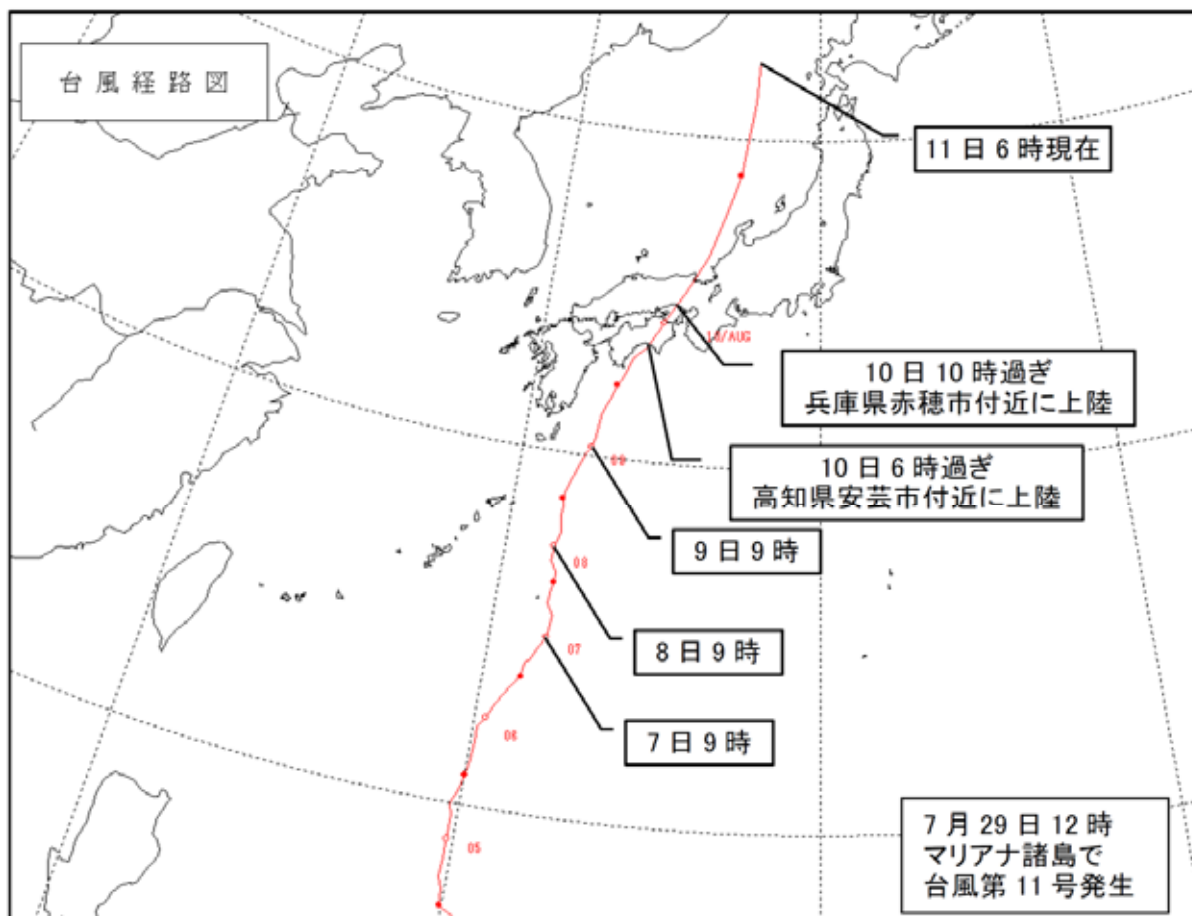 台風経路図
11日6時現在
10/AUG
10日10時過ぎ
兵庫県赤穂市付近に上陸
09
10日6時過ぎ
高知県安芸市付近に上陸
9日9時
08
8日9時
07
06
7日9時
7月29日12時
マリアナ諸島で
台風第11号発生
05